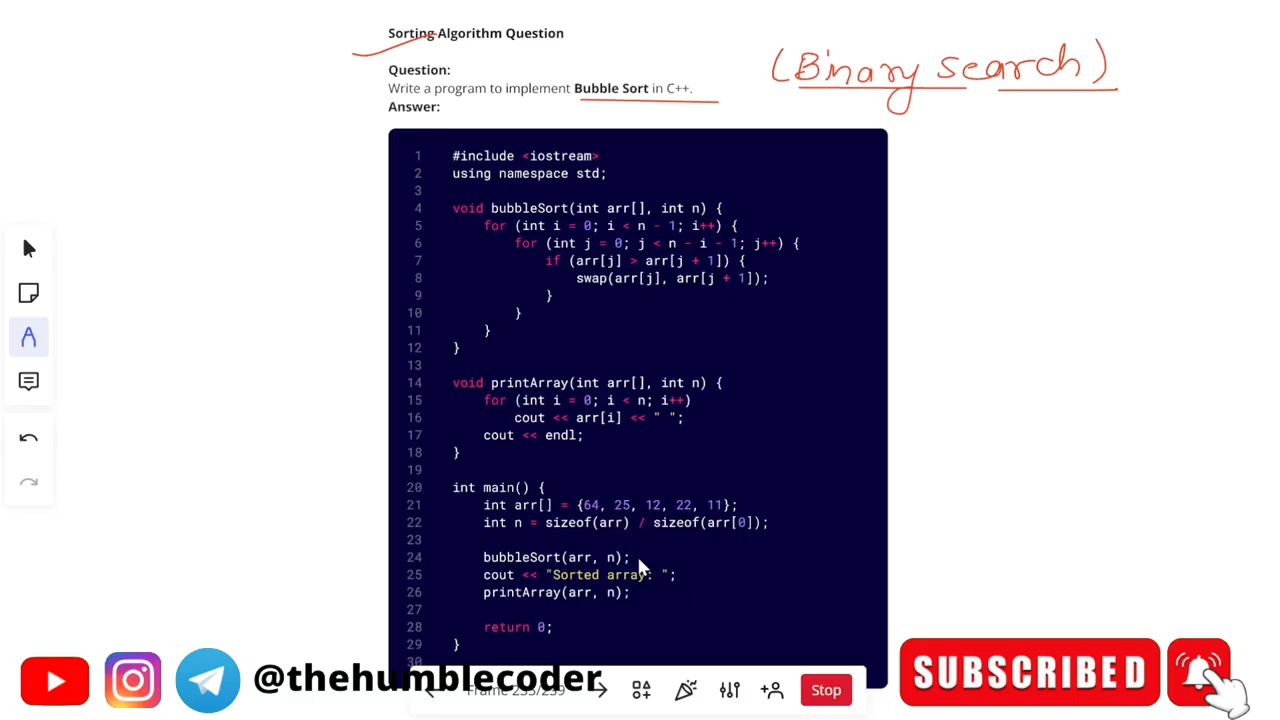 Sorting Algorithm Question
(Binary search)
Question:
Write a program to implement Bubble Sort in C++.
Answer:
1 #include <iostream>
2 using namespace std;
3
4 void bubbleSort(int arr[], int n) {
5 for (int i = 0; i < n - 1; i++) {
6 for (int j = 0; j < n - i - 1; j++) {
7 if (arr[j] > arr[j + 1]) {
8 swap(arr[j], arr[j + 1]);
9 }
10 }
11 }
12 }
13
14 void printArray(int arr[], int n) {
15 for (int i = 0; i < n; i++)
16 cout << arr[i] << " ";
17 cout << endl;
18 }
19
20 int main() {
21 int arr[] = {64, 25, 12, 22, 11};
22 int n = sizeof(arr) / sizeof(arr[0]);
23
24 bubbleSort(arr, n);
25 cout << "Sorted array: ";
26 printArray(arr, n);
27
28 return 0;
29 }
30
@thehumblecoder
Frame 255/259
Stop
SUBSCRIBED